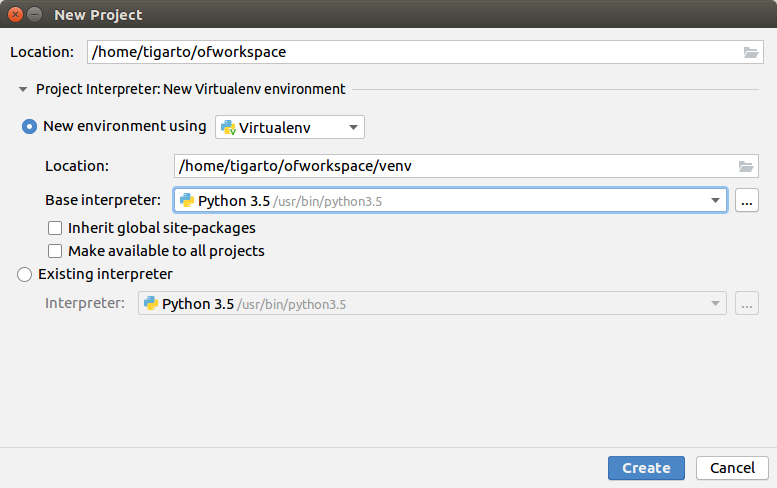 New Project
Location: /home/tigarto/ofworkspace
Project Interpreter: New Virtualenv environment
New environment using Virtualenv
Location: /home/tigarto/ofworkspace/venv
Base interpreter: Python 3.5 /usr/bin/python3.5 ...
Inherit global site-packages
Make available to all projects
Existing interpreter
Interpreter: Python 3.5 /usr/bin/python3.5 ...
Create Cancel